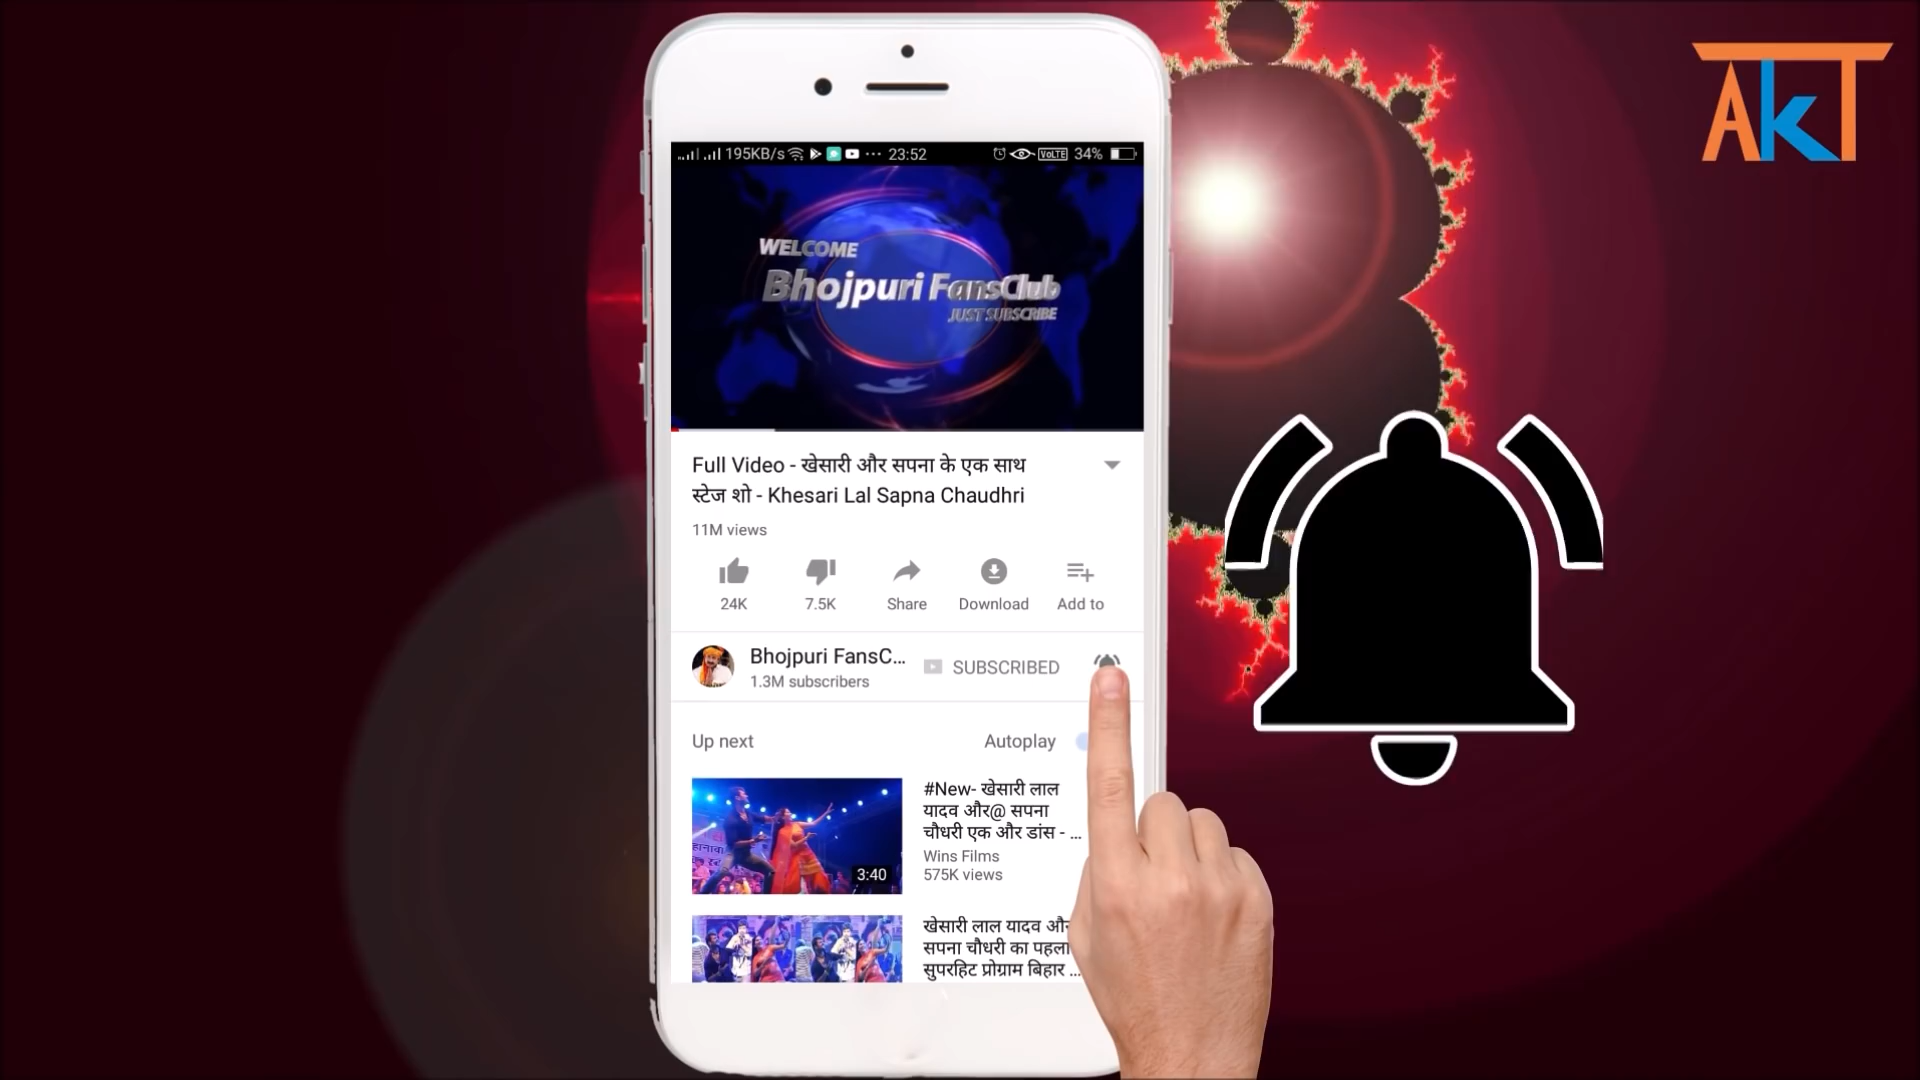 AKT
195KB/s ··· 23:52 VoLTE 34%
WELCOME
Bhojpuri FansClub
JUST SUBSCRIBE
Full Video - खेसारी और सपना के एक साथ
स्टेज शो - Khesari Lal Sapna Chaudhri
11M views
24K 7.5K Share Download Add to
Bhojpuri FansC...
SUBSCRIBED
1.3M subscribers
Up next Autoplay
#New- खेसारी लाल
यादव और@ सपना
चौधरी एक और डांस - ...
Wins Films
575K views
3:40
खेसारी लाल यादव और
सपना चौधरी का पहला
सुपरहिट प्रोग्राम बिहार ...